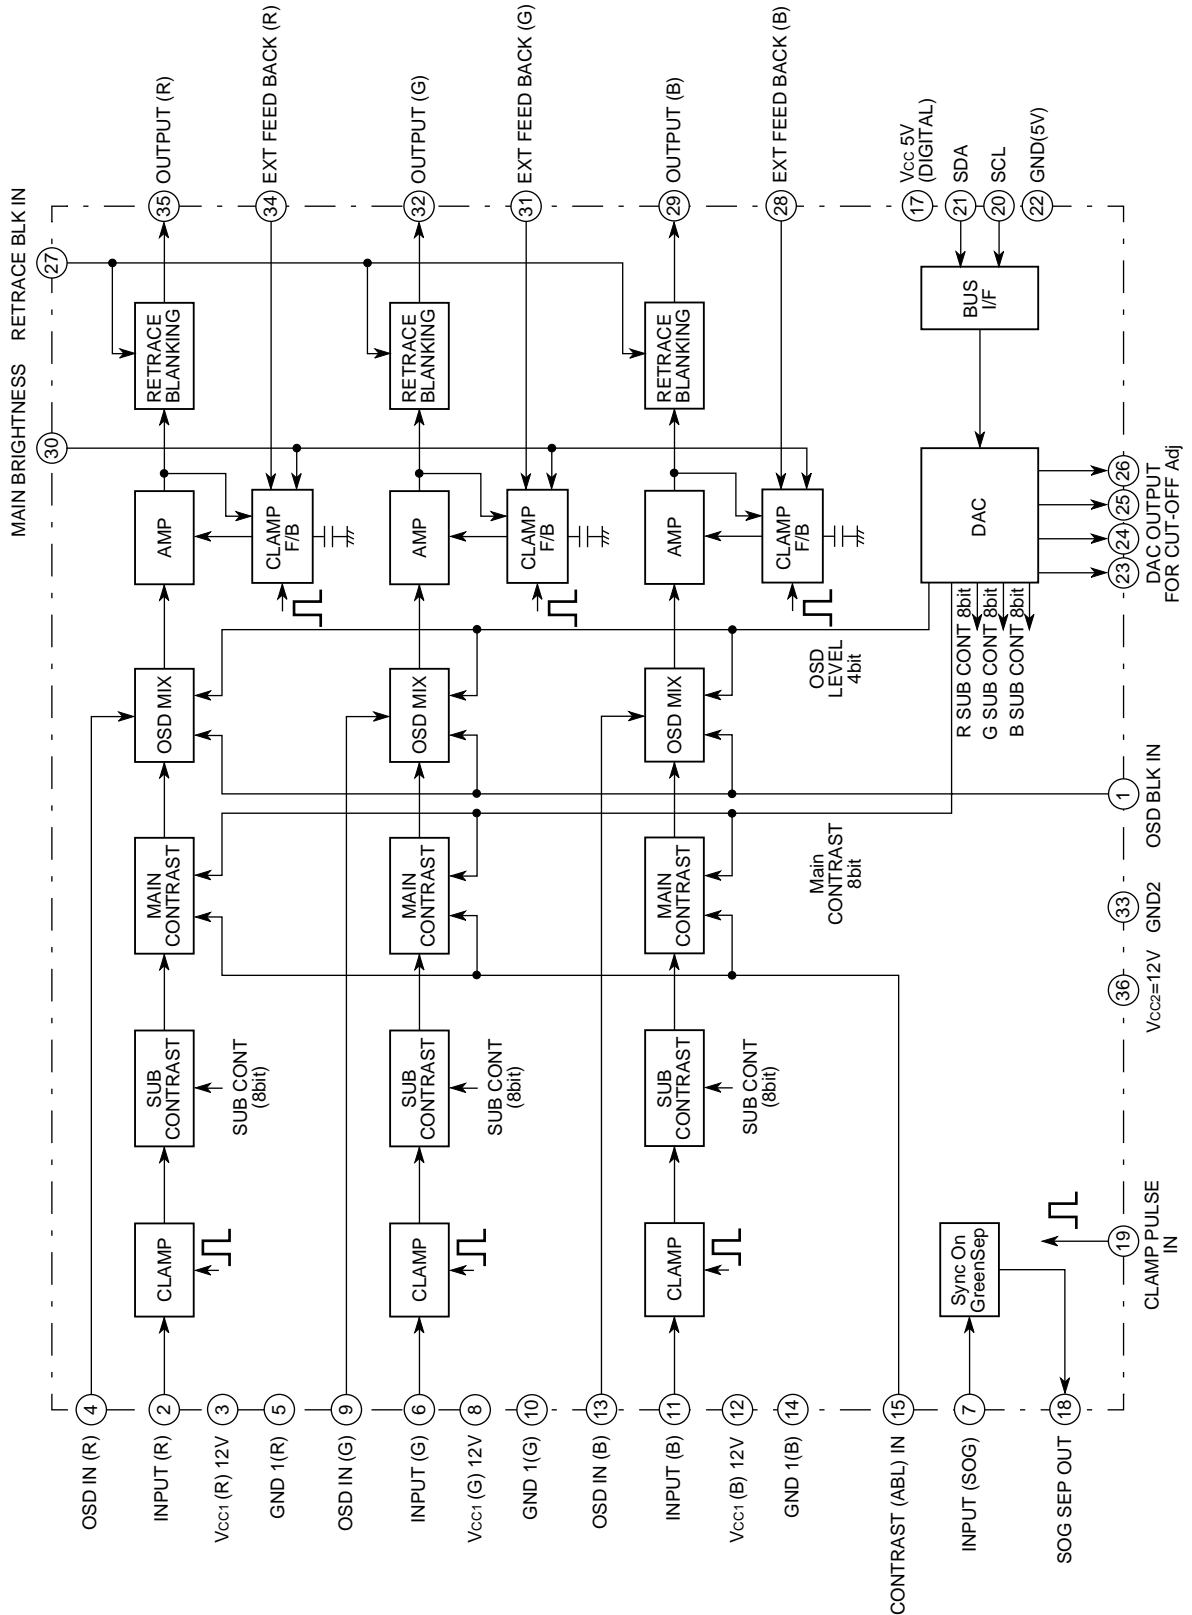 MAIN BRIGHTNESS
RETRACE BLK IN
30
27
OSD IN (R)
4
INPUT (R)
2
CLAMP
SUB
CONTRAST
MAIN
CONTRAST
OSD MIX
AMP
RETRACE
BLANKING
35
OUTPUT (R)
VCC1 (R) 12V
3
SUB CONT
(8bit)
GND 1(R)
5
CLAMP
F/B
34
EXT FEED BACK (R)
OSD IN (G)
9
INPUT (G)
6
CLAMP
SUB
CONTRAST
MAIN
CONTRAST
OSD MIX
AMP
RETRACE
BLANKING
32
OUTPUT (G)
VCC1 (G) 12V
8
SUB CONT
(8bit)
GND 1(G)
10
CLAMP
F/B
31
EXT FEED BACK (G)
OSD IN (B)
13
INPUT (B)
11
CLAMP
SUB
CONTRAST
MAIN
CONTRAST
OSD MIX
AMP
RETRACE
BLANKING
29
OUTPUT (B)
VCC1 (B) 12V
12
SUB CONT
(8bit)
GND 1(B)
14
CLAMP
F/B
28
EXT FEED BACK (B)
Main
CONTRAST
8bit
OSD
LEVEL
4bit
CONTRAST (ABL) IN
15
17
VCC 5V
(DIGITAL)
INPUT (SOG)
7
Sync On
GreenSep
R SUB CONT 8bit
G SUB CONT 8bit
B SUB CONT 8bit
DAC
BUS
I/F
21
SDA
20
SCL
SOG SEP OUT
18
22
GND(5V)
19
36
33
1
23
24
25
26
CLAMP PULSE
IN
VCC2=12V
GND2
OSD BLK IN
DAC OUTPUT
FOR CUT-OFF Adj